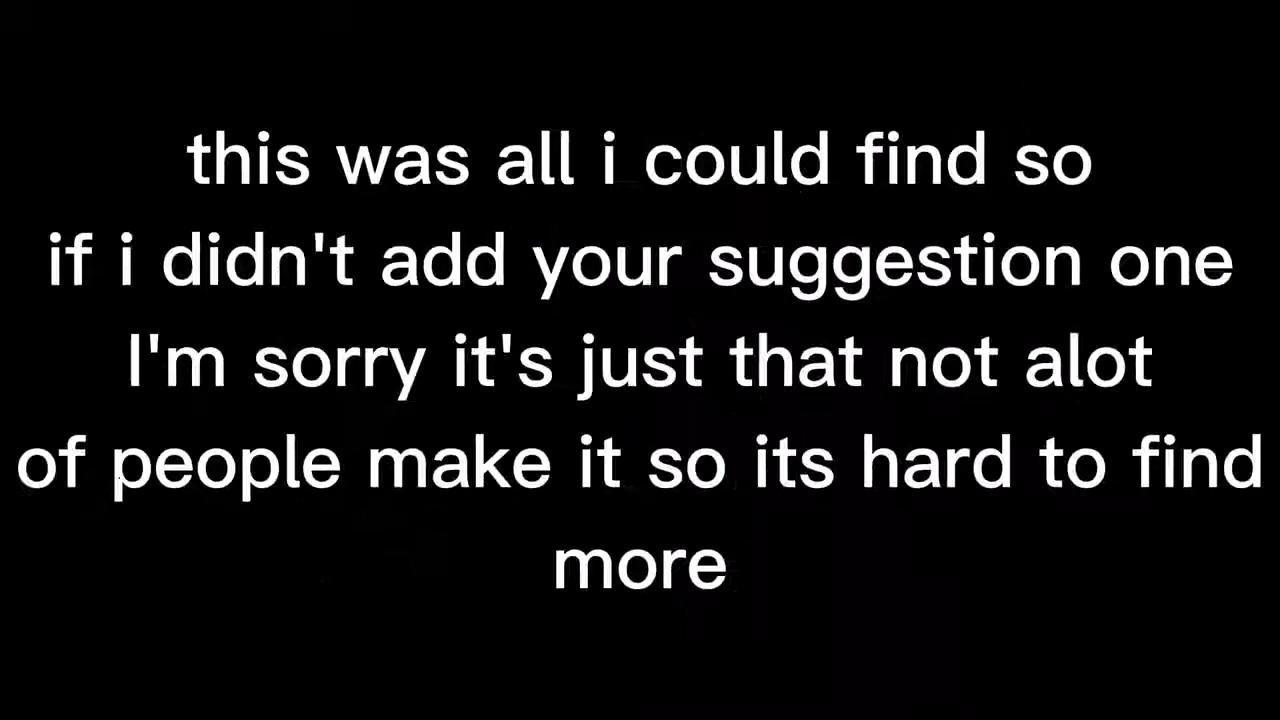 this was all i could find so
if i didn't add your suggestion one
I'm sorry it's just that not alot
of people make it so its hard to find
more